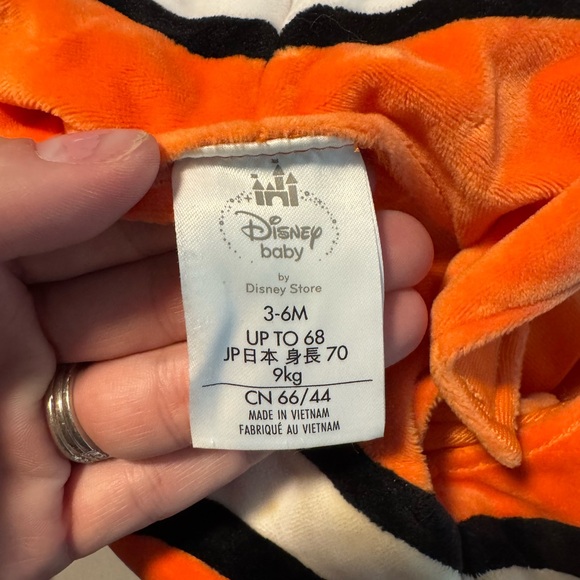 Disney
baby
by
Disney Store
3-6M
UP TO 68
JP日本 身長 70
9kg
CN 66/44
MADE IN VIETNAM
FABRIQUÉ AU VIETNAM